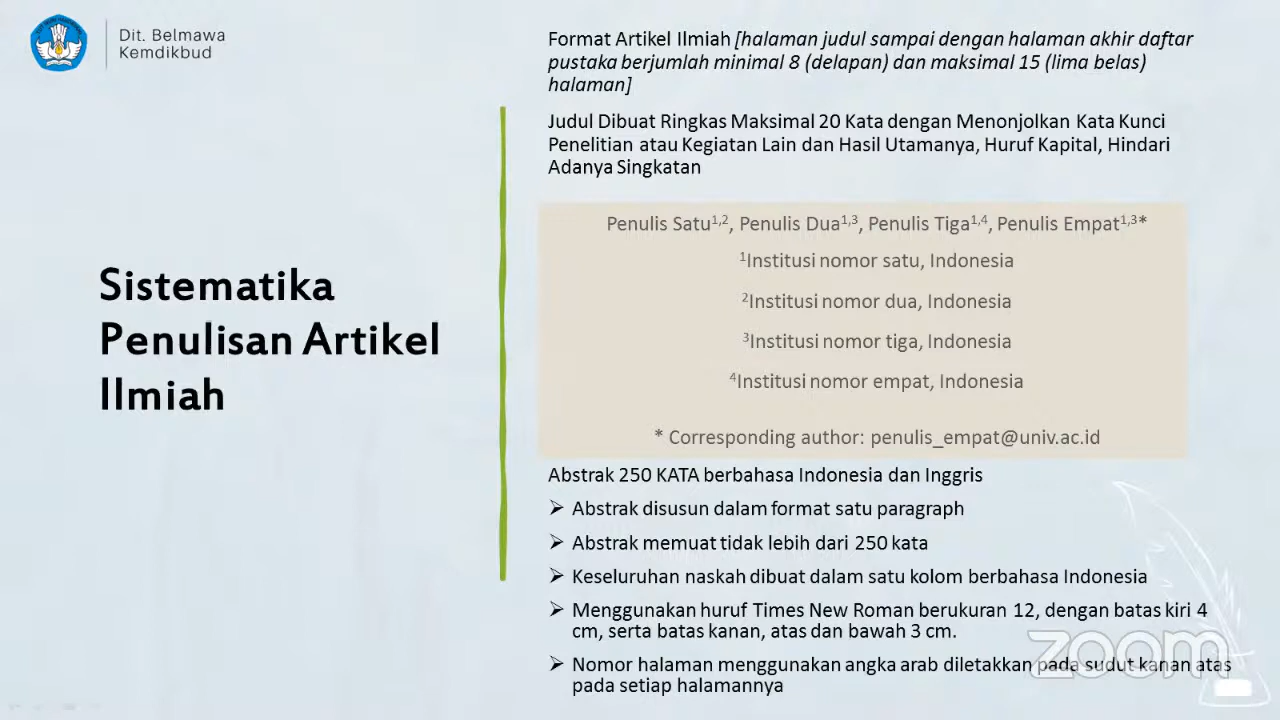 Dit. Belmawa
Kemdikbud
Format Artikel Ilmiah [halaman judul sampai dengan halaman akhir daftar
pustaka berjumlah minimal 8 (delapan) dan maksimal 15 (lima belas)
halaman]
Judul Dibuat Ringkas Maksimal 20 Kata dengan Menonjolkan Kata Kunci
Penelitian atau Kegiatan Lain dan Hasil Utamanya, Huruf Kapital, Hindari
Adanya Singkatan
Sistematika
Penulisan Artikel
Ilmiah
Penulis Satu¹,², Penulis Dua¹,³, Penulis Tiga¹,⁴, Penulis Empat¹,³*
¹Institusi nomor satu, Indonesia
²Institusi nomor dua, Indonesia
³Institusi nomor tiga, Indonesia
⁴Institusi nomor empat, Indonesia
* Corresponding author: penulis_empat@univ.ac.id
Abstrak 250 KATA berbahasa Indonesia dan Inggris
➢ Abstrak disusun dalam format satu paragraph
➢ Abstrak memuat tidak lebih dari 250 kata
➢ Keseluruhan naskah dibuat dalam satu kolom berbahasa Indonesia
➢ Menggunakan huruf Times New Roman berukuran 12, dengan batas kiri 4
cm, serta batas kanan, atas dan bawah 3 cm.
➢ Nomor halaman menggunakan angka arab diletakkan pada sudut kanan atas
pada setiap halamannya
zoom